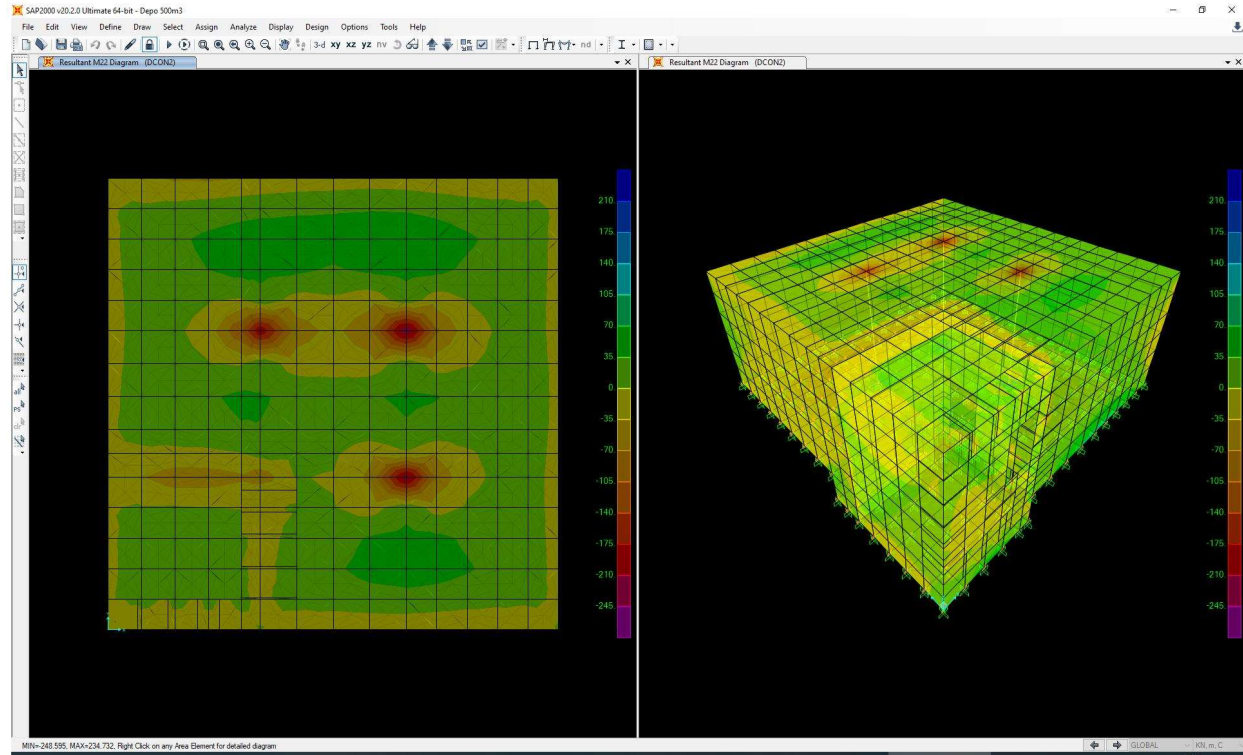 SAP2000 v20.2.0 Ultimate 64-bit - Depo 500m3
File Edit View Define Draw Select Assign Analyze Display Design Options Tools Help
3-d xy xz yz nv nd
Resultant M22 Diagram (DCON2)
Resultant M22 Diagram (DCON2)
210
175
140
105
70
35
0
-35
-70
-105
-140
-175
-210
-245
210
175
140
105
70
35
0
-35
-70
-105
-140
-175
-210
-245
all
PS
clr
MIN=-248.595, MAX=234.732, Right Click on any Area Element for detailed diagram
GLOBAL
KN, m, C